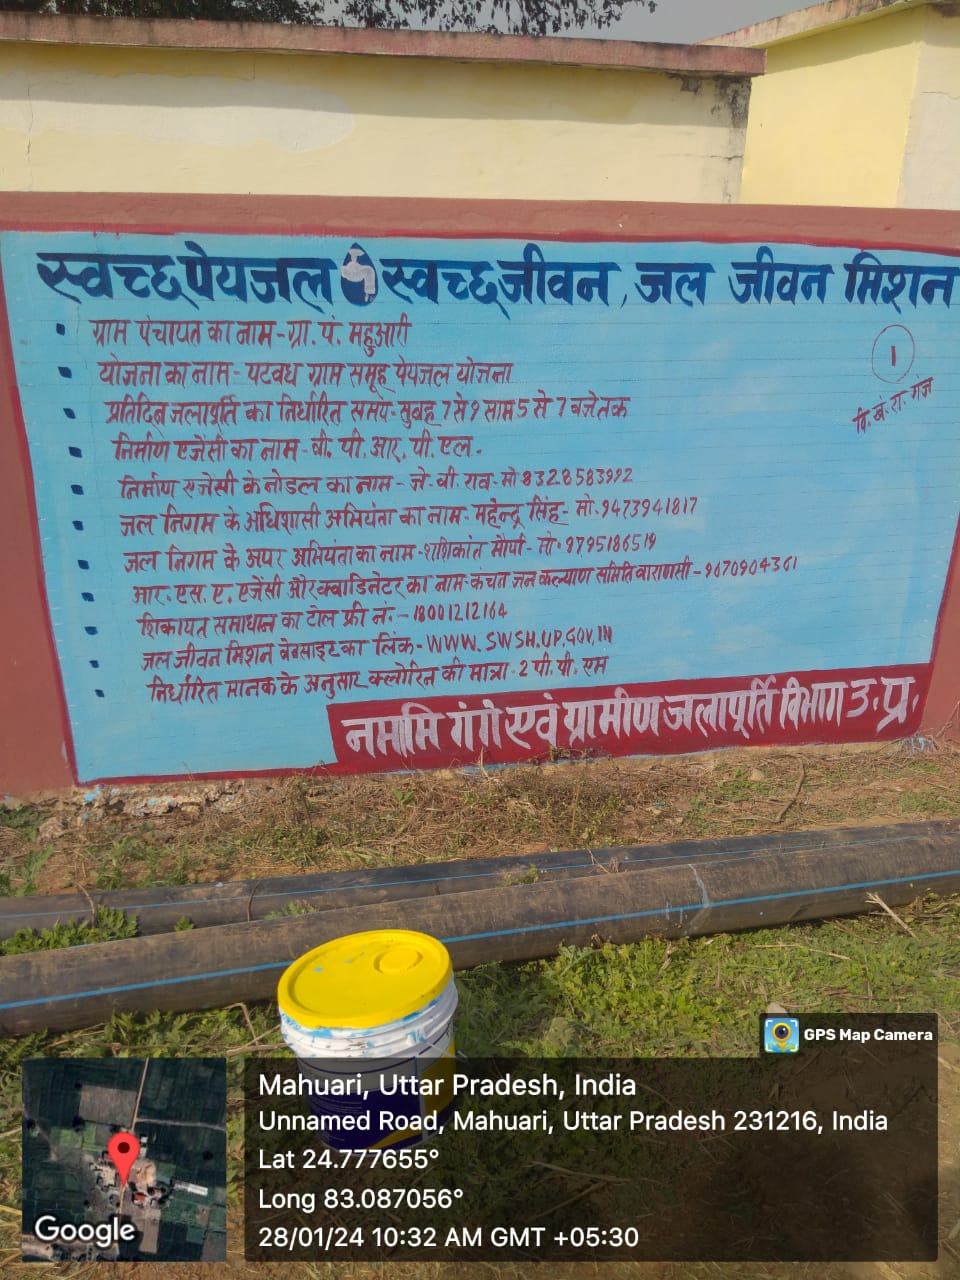 स्वच्छ पेयजल स्वच्छ जीवन, जल जीवन मिशन
ग्राम पंचायत का नाम - ग्रा. पं. महुआरी
1
वि. खं. रा. गंज
योजना का नाम - पटवध ग्राम समूह पेयजल योजना
प्रतिदिन जलापूर्ति का निर्धारित समय - सुबह 7 से 9 साम 5 से 7 बजे तक
निर्माण एजेंसी का नाम - बी. पी. आर. पी. एल.
निर्माण एजेसी के नोडल का नाम - जे. वी. राव - मो 8328583992
जल निगम के अधिशासी अभियंता का नाम - महेन्द्र सिंह - मो. 9473941817
जल निगम के अपर अभियंता का नाम - शशिकांत मौर्या - मो. 9795186519
आर. एस. ए. एजेंसी और क्वाडिनेटर का नाम - कंचन जन कल्याण समिति वाराणसी -
शिकायत समाधान का टोल फ्री नं. - 18001212164
जल जीवन मिशन बेबसाइट का लिंक - WWW.SWSH.UP.GOV.IN
निर्धारित मानक के अनुसार क्लोरिन की मात्रा - 2 पी. पी. एम
नमामि गंगे एवं ग्रामीण जलापूर्ति विभाग उ. प्र.
GPS Map Camera
Mahuari, Uttar Pradesh, India
Unnamed Road, Mahuari, Uttar Pradesh 231216, India
Lat 24.777655°
Long 83.087056°
28/01/24 10:32 AM GMT +05:30
Google